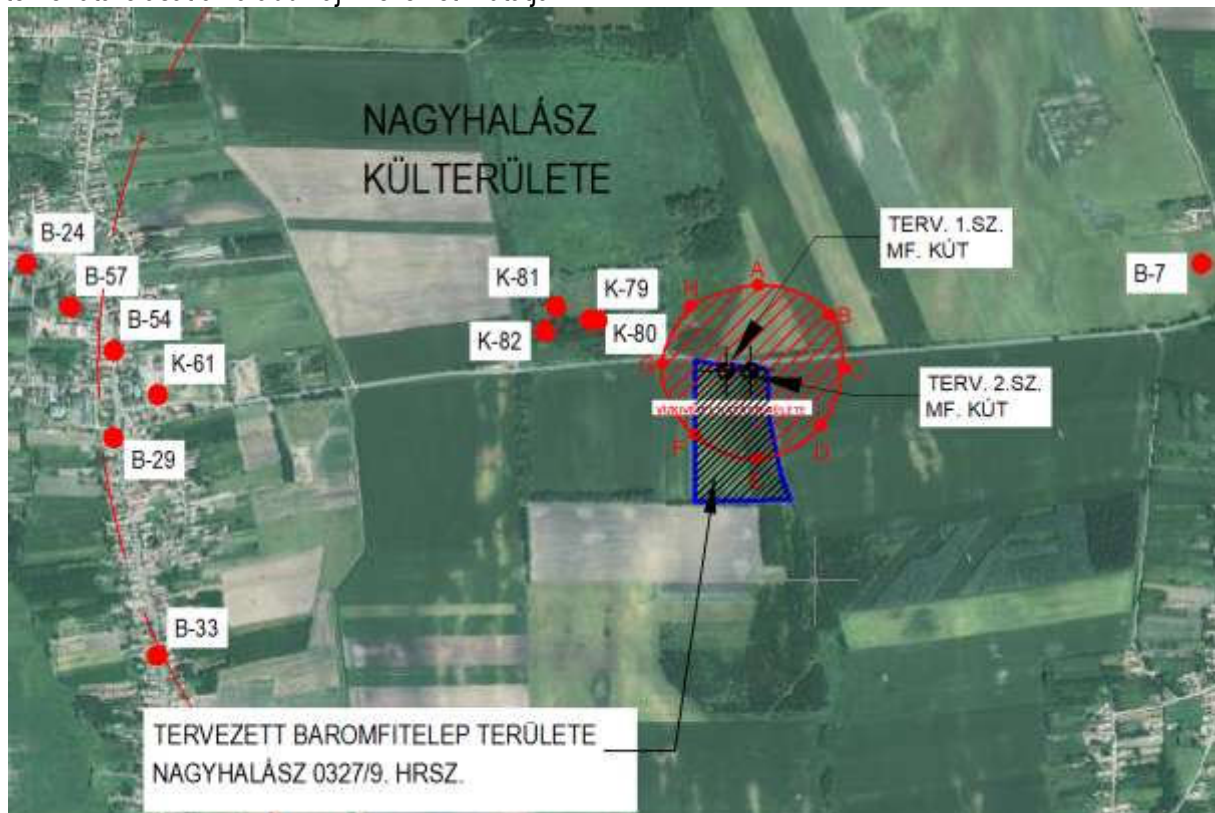 NAGYHALÁSZ
KÜLTERÜLETE
TERV. 1.SZ.
MF. KÚT
B-24
B-57
B-54
K-61
B-29
B-33
K-81
K-79
K-82
K-80
B-7
A
B
C
D
E
F
G
H
TERV. 2.SZ.
MF. KÚT
TERVEZETT BAROMFITELEP TERÜLETE
NAGYHALÁSZ 0327/9. HRSZ.